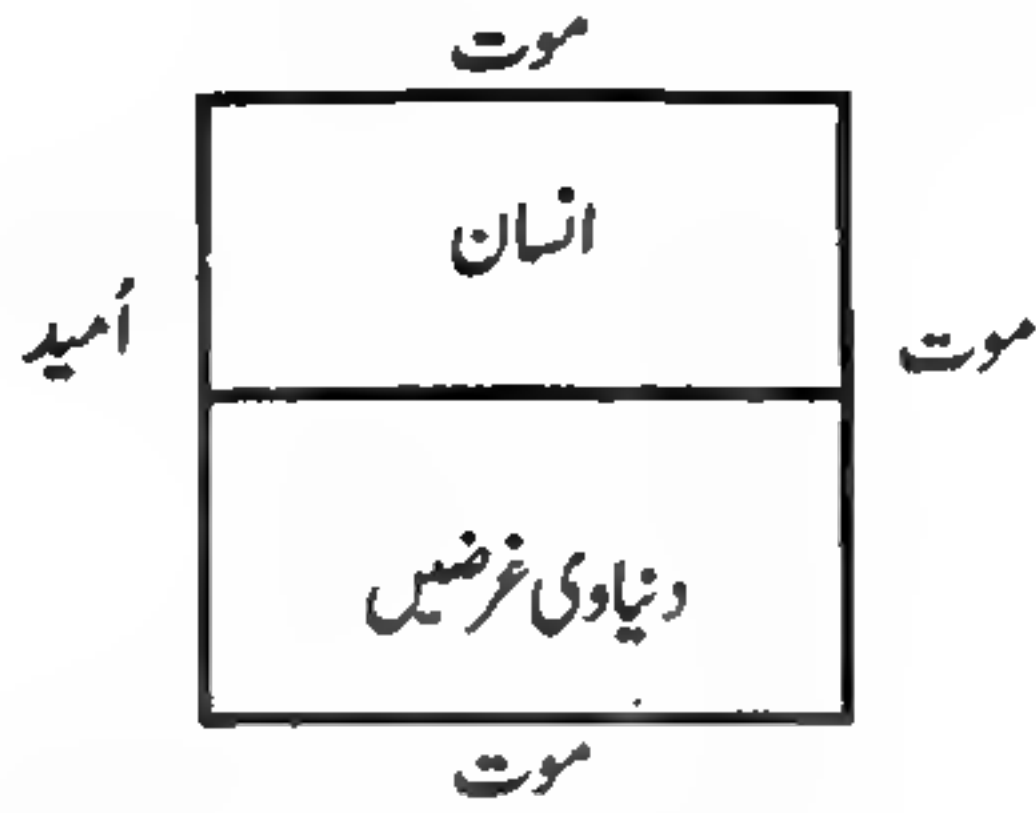 موت
انسان
موت
اُمید
دنیاوی غرضیں
موت